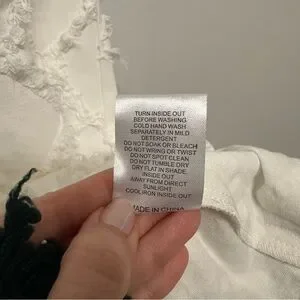 TURN INSIDE OUT
BEFORE WASHING
COLD HAND WASH
SEPARATELY IN MILD
DETERGENT
DO NOT SOAK OR BLEACH
DO NOT WRING OR TWIST
DO NOT SPOT CLEAN
DO NOT TUMBLE DRY
DRY FLAT IN SHADE
INSIDE OUT
AWAY FROM DIRECT
SUNLIGHT
COOL IRON INSIDE OUT
MADE IN CHINA